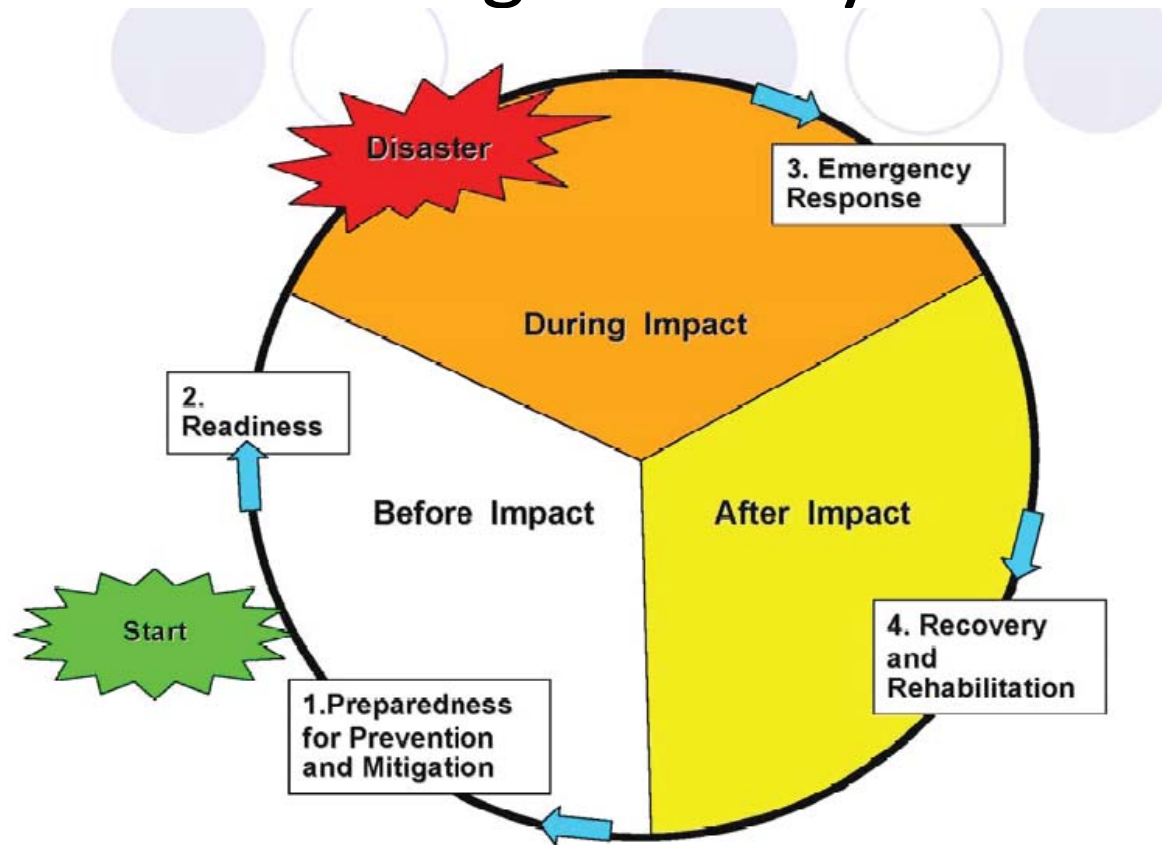 Disaster
3. Emergency
Response
During Impact
2.
Readiness
Before Impact
After Impact
Start
4. Recovery
and
Rehabilitation
1.Preparedness
for Prevention
and Mitigation